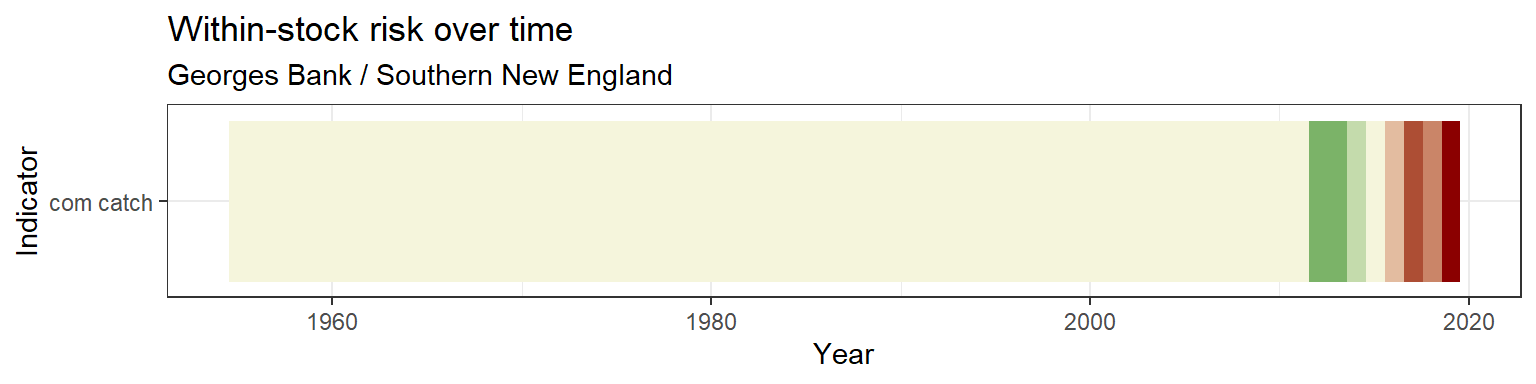 Within-stock risk over time
Georges Bank / Southern New England
Indicator
com catch
1960 1980 2000 2020
Year